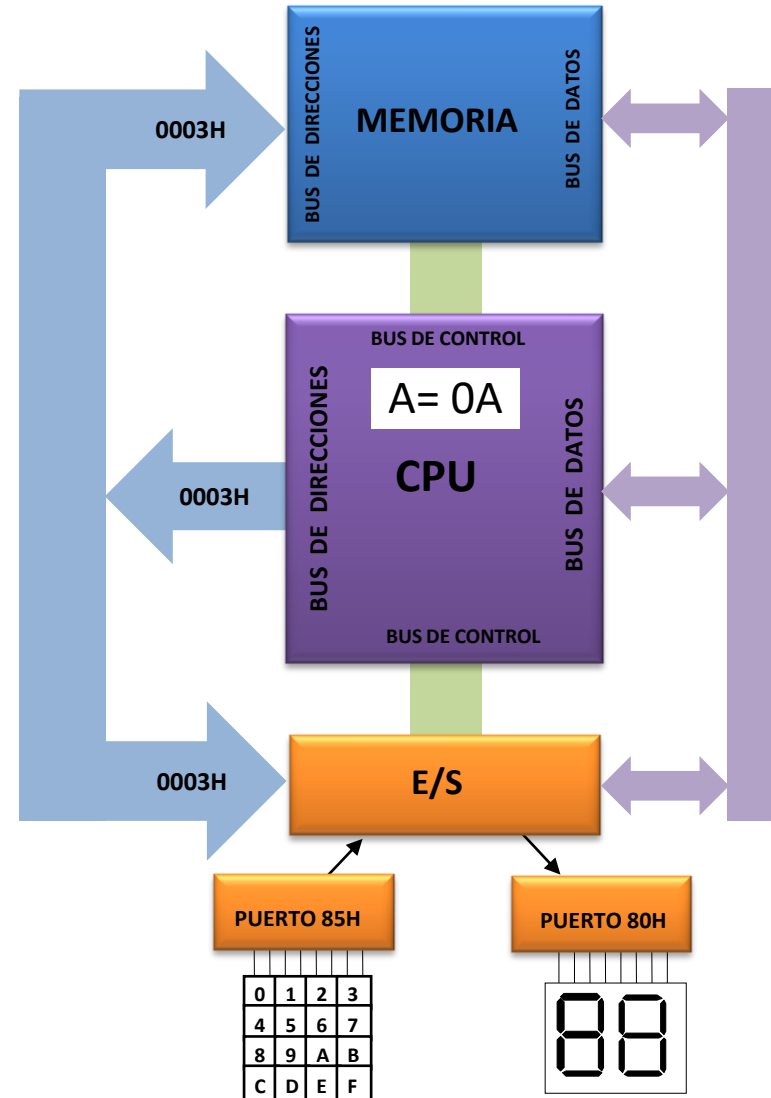 0003H
BUS DE DIRECCIONES
MEMORIA
BUS DE DATOS
BUS DE CONTROL
A= 0A
0003H
BUS DE DIRECCIONES
CPU
BUS DE DATOS
BUS DE CONTROL
0003H
E/S
PUERTO 85H
PUERTO 80H
0 1 2 3
4 5 6 7
8 9 A B
C D E F
88